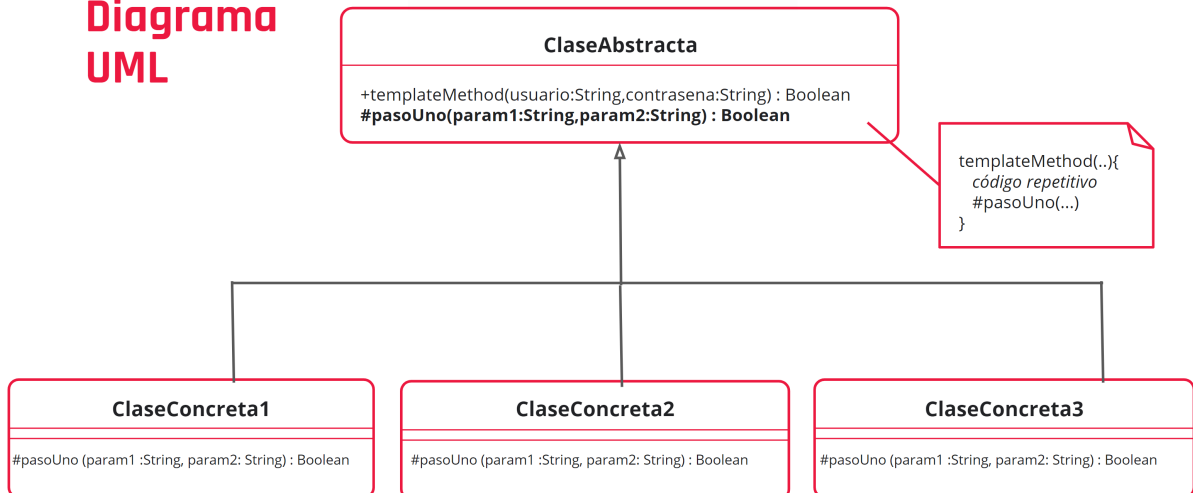 Diagrama
UML
ClaseAbstracta
+templateMethod(usuario:String,contrasena:String) : Boolean
#pasoUno(param1:String,param2:String) : Boolean
templateMethod(..){
código repetitivo
#pasoUno(...)
}
ClaseConcreta1
#pasoUno (param1 :String, param2: String) : Boolean
ClaseConcreta2
#pasoUno (param1 :String, param2: String) : Boolean
ClaseConcreta3
#pasoUno (param1 :String, param2: String) : Boolean